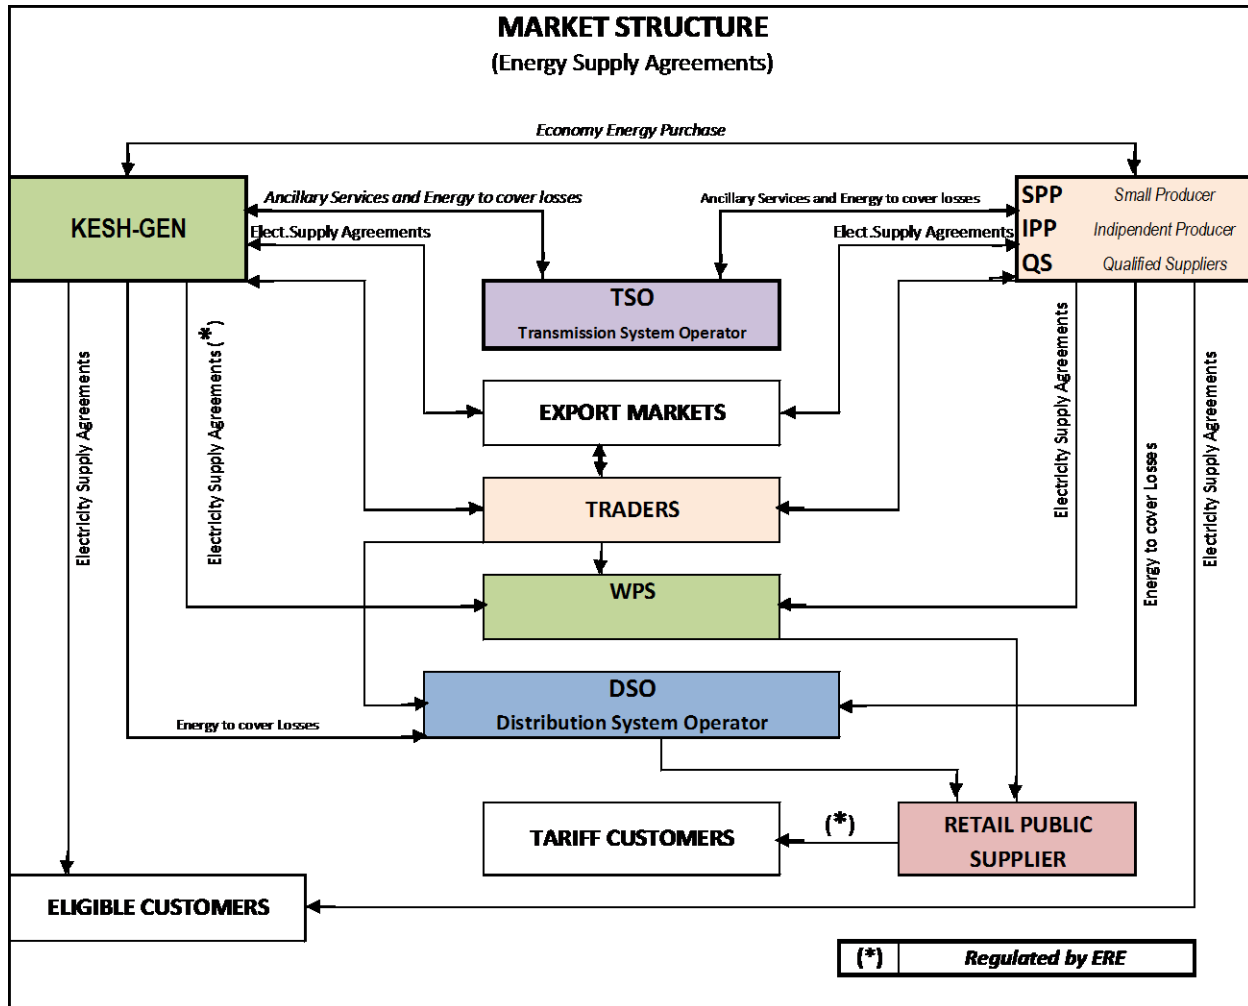 MARKET STRUCTURE
(Energy Supply Agreements)
Economy Energy Purchase
KESH-GEN
Ancillary Services and Energy to cover losses
Elect.Supply Agreements
Ancillary Services and Energy to cover losses
Elect.Supply Agreements
SPP Small Producer
IPP Indipendent Producer
QS Qualified Suppliers
TSO
Transmission System Operator
Electricity Supply Agreements
Electricity Supply Agreements (*)
EXPORT MARKETS
TRADERS
WPS
Electricity Supply Agreements
Energy to cover Losses
Electricity Supply Agreements
DSO
Distribution System Operator
Energy to cover Losses
TARIFF CUSTOMERS
(*)
RETAIL PUBLIC
SUPPLIER
ELIGIBLE CUSTOMERS
(*) Regulated by ERE